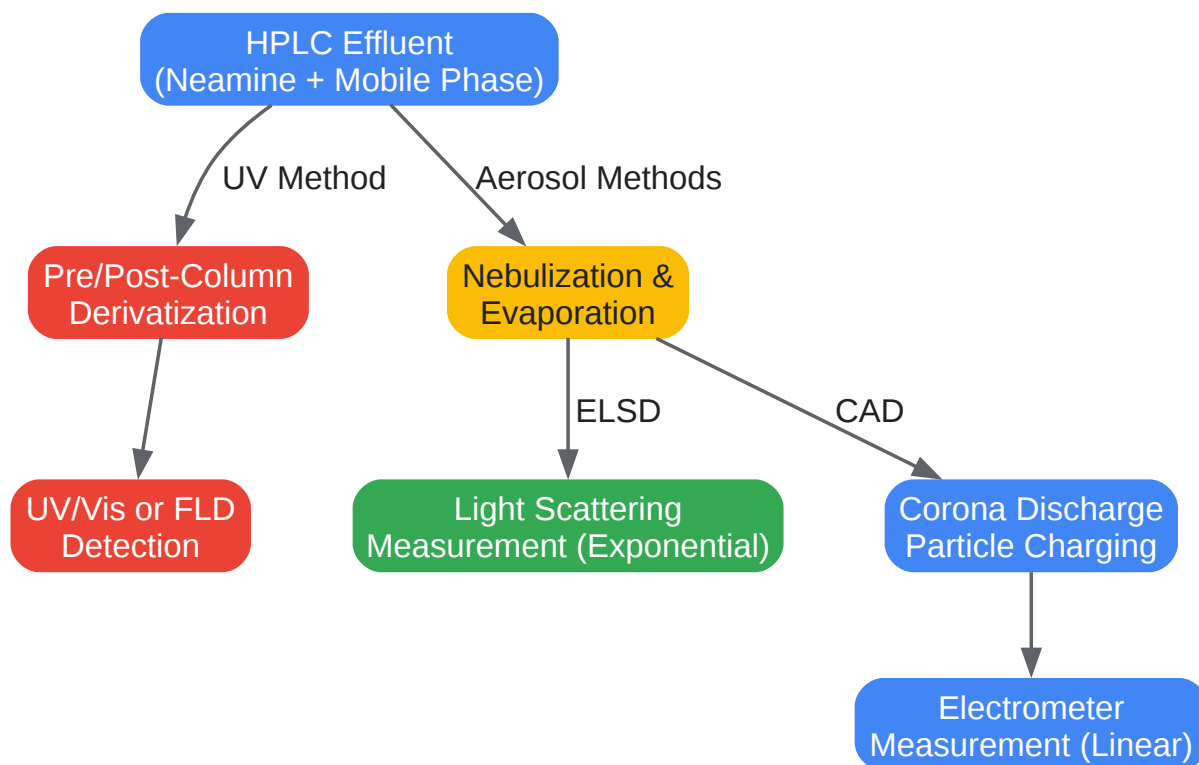 HPLC Effluent
(Neamine + Mobile Phase)
UV Method
Aerosol Methods
Pre/Post-Column
Derivatization
Nebulization &
Evaporation
ELSD
CAD
UV/Vis or FLD
Detection
Light Scattering
Measurement (Exponential)
Corona Discharge
Particle Charging
Electrometer
Measurement (Linear)